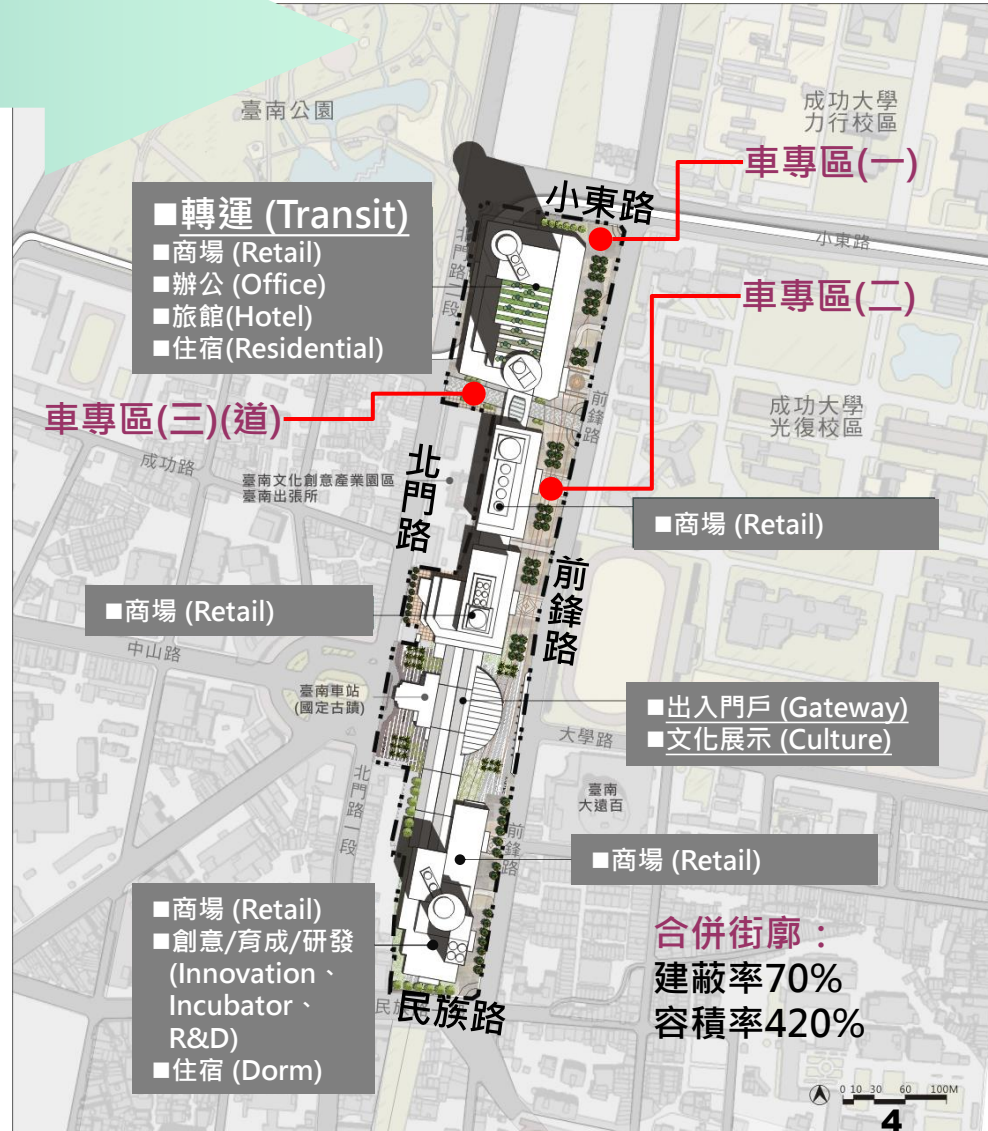 臺南公園
成功大學
力行校區
車專區(一)
小東路
小東路
■轉運 (Transit)
■商場 (Retail)
■辦公 (Office)
■旅館(Hotel)
■住宿(Residential)
北門路一段
車專區(二)
車專區(三)(道)
前鋒路
成功大學
光復校區
成功路
臺南文化創意產業園區
臺南出張所
北門路
■商場 (Retail)
前鋒路
■商場 (Retail)
中山路
臺南車站
(國定古蹟)
■出入門戶 (Gateway)
■文化展示 (Culture)
大學路
北門路一段
臺南
大遠百
前鋒路
■商場 (Retail)
■商場 (Retail)
■創意/育成/研發
(Innovation、
Incubator、
R&D)
■住宿 (Dorm)
合併街廓：
建蔽率70%
容積率420%
民族路
民族路
0 10 30 60 100M
4